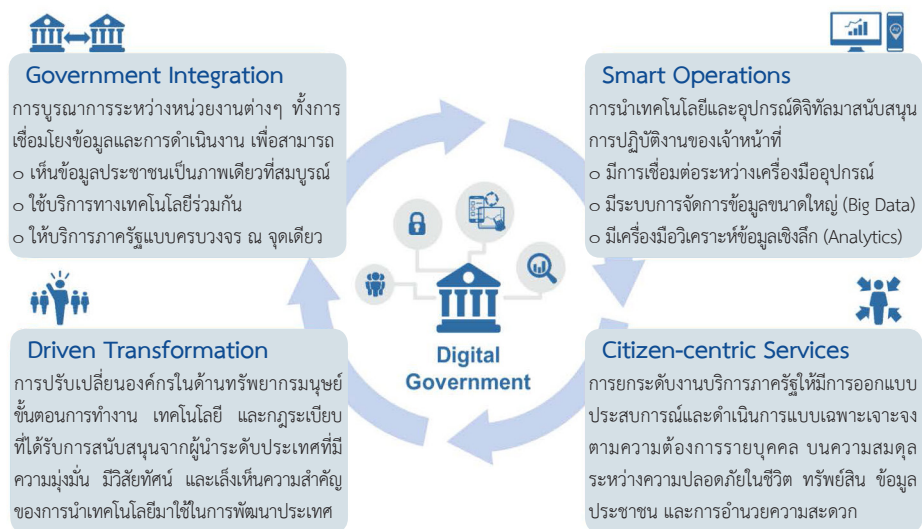 Government Integration
การบูรณาการระหว่างหน่วยงานต่างๆ ทั้งการ
เชื่อมโยงข้อมูลและการดำเนินงาน เพื่อสามารถ
o เห็นข้อมูลประชาชนเป็นภาพเดียวที่สมบูรณ์
o ใช้บริการทางเทคโนโลยีร่วมกัน
o ให้บริการภาครัฐแบบครบวงจร ณ จุดเดียว
Smart Operations
การนำเทคโนโลยีและอุปกรณ์ดิจิทัลมาสนับสนุน
การปฏิบัติงานของเจ้าหน้าที่
o มีการเชื่อมต่อระหว่างเครื่องมืออุปกรณ์
o มีระบบการจัดการข้อมูลขนาดใหญ่ (Big Data)
o มีเครื่องมือวิเคราะห์ข้อมูลเชิงลึก (Analytics)
Digital
Government
Driven Transformation
การปรับเปลี่ยนองค์กรในด้านทรัพยากรมนุษย์
ขั้นตอนการทำงาน เทคโนโลยี และกฎระเบียบ
ที่ได้รับการสนับสนุนจากผู้นำระดับประเทศที่มี
ความมุ่งมั่น มีวิสัยทัศน์ และเล็งเห็นความสำคัญ
ของการนำเทคโนโลยีมาใช้ในการพัฒนาประเทศ
Citizen-centric Services
การยกระดับงานบริการภาครัฐให้มีการออกแบบ
ประสบการณ์และดำเนินการแบบเฉพาะเจาะจง
ตามความต้องการรายบุคคล บนความสมดุล
ระหว่างความปลอดภัยในชีวิต ทรัพย์สิน ข้อมูล
ประชาชน และการอำนวยความสะดวก